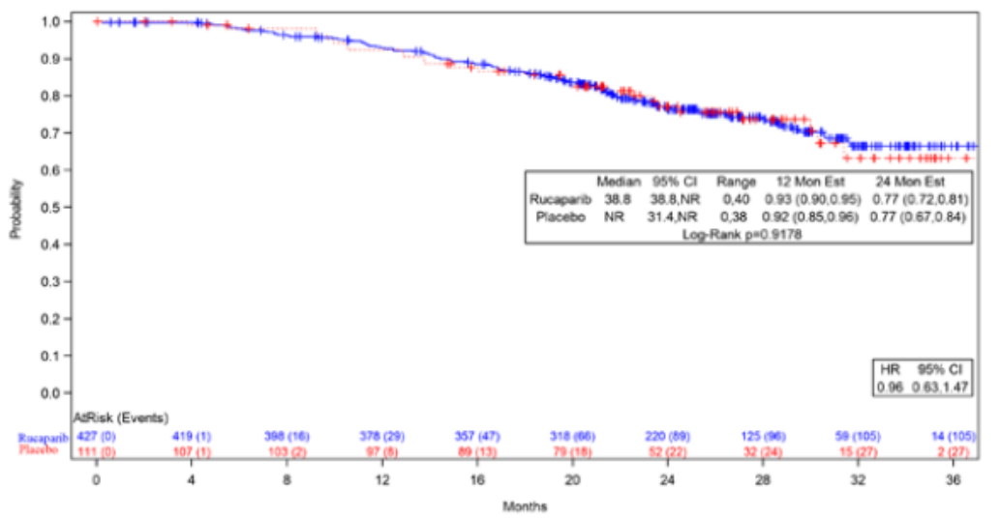 1.0
0.9
0.8
0.7
0.6
0.5
0.4
0.3
0.2
0.1
0.0
Probability
Median 95% CI Range 12 Mon Est 24 Mon Est
Rucaparib 38.8 38.8,NR 0,40 0.93 (0.90,0.95) 0.77 (0.72,0.81)
Placebo NR 31.4,NR 0,38 0.92 (0.85,0.96) 0.77 (0.67,0.84)
Log-Rank p=0.9178
HR 95% CI
0.96 0.63,1.47
AtRisk (Events)
Rucaparib 427 (0) 419 (1) 398 (16) 378 (29) 357 (47) 318 (66) 220 (89) 125 (96) 59 (105) 14 (105)
Placebo 111 (0) 107 (1) 103 (2) 97 (8) 89 (13) 79 (18) 52 (22) 32 (24) 15 (27) 2 (27)
0 4 8 12 16 20 24 28 32 36
Months